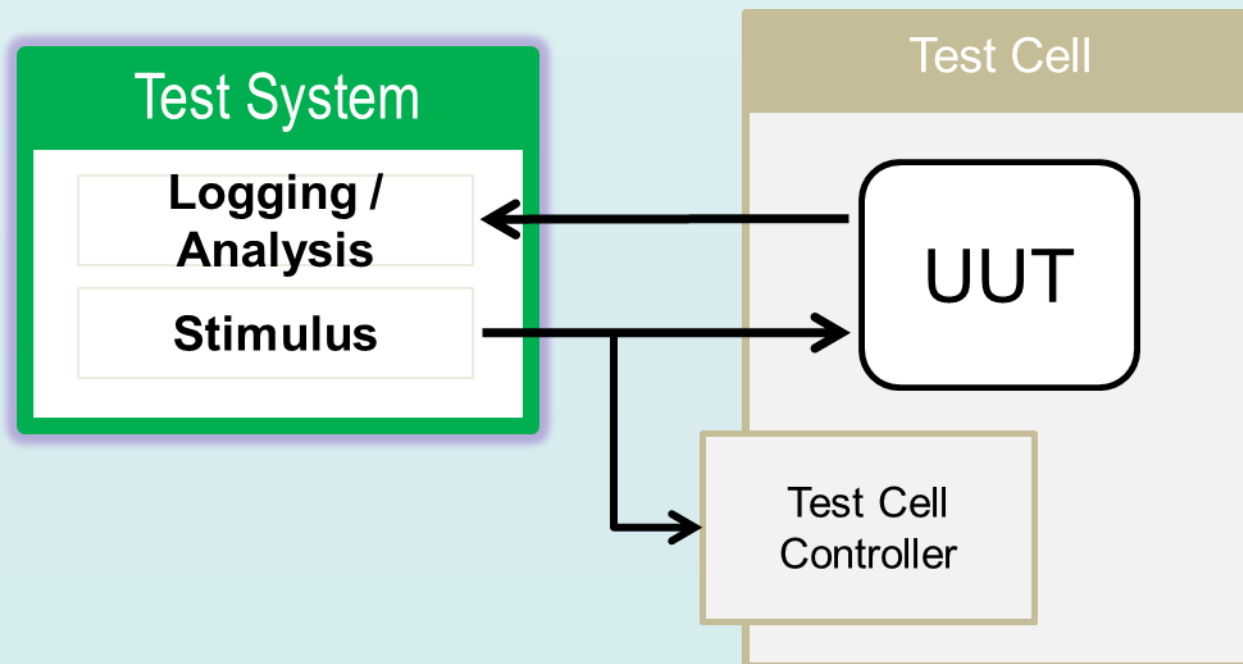 Test System
Logging /
Analysis
Stimulus
Test Cell
UUT
Test Cell
Controller